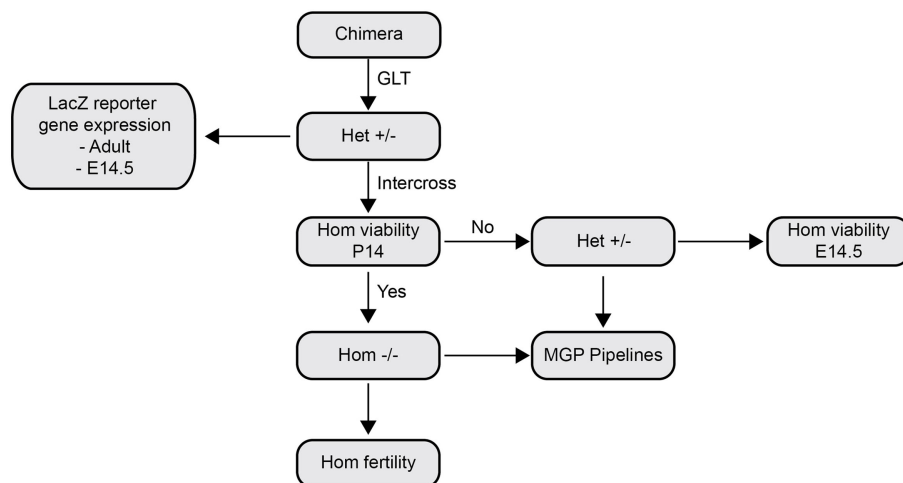 Chimera
GLT
LacZ reporter
gene expression
- Adult
- E14.5
Het +/-
Intercross
Hom viability
P14
No
Het +/-
Hom viability
E14.5
Yes
Hom -/-
MGP Pipelines
Hom fertility